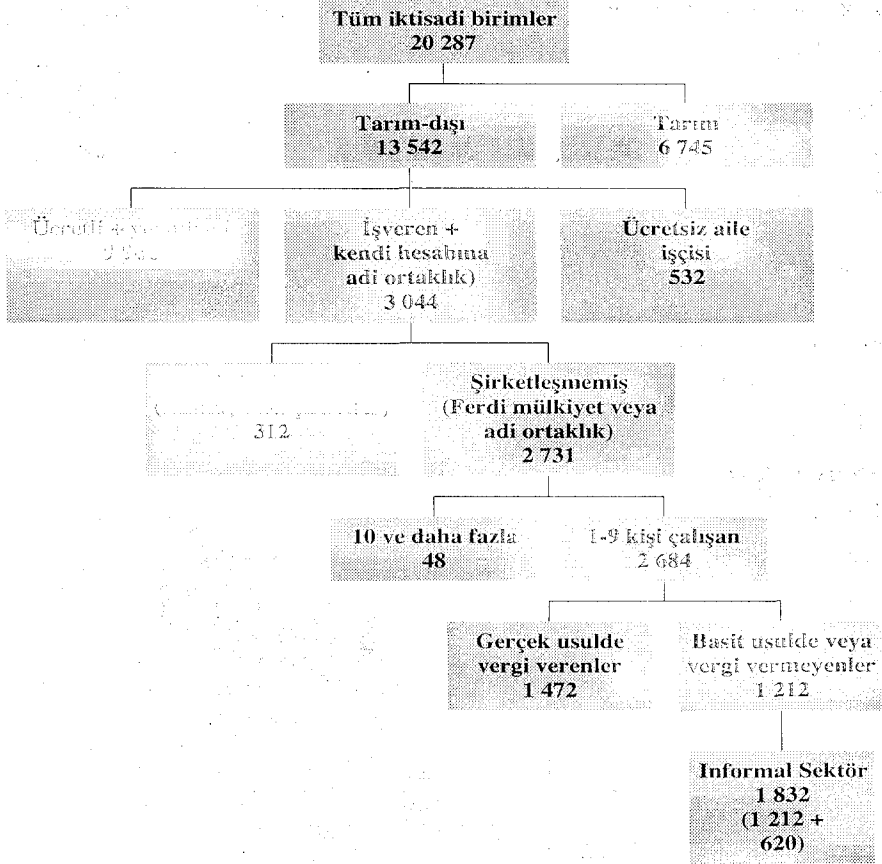 Tüm iktisadi birimler
20 287
Tarım-dışı
13 542
Tarım
6 745
Ücretli +
İşveren +
kendi hesabına
adi ortaklık)
3 044
Ücretsiz aile
işçisi
532
312
Şirketleşmemiş
(Ferdi mülkiyet veya
adi ortaklık)
2 731
10 ve daha fazla
48
1-9 kişi çalışan
2 684
Gerçek usulde
vergi verenler
1 472
Basit usulde veya
vergi vermeyenler
1 212
Informal Sektör
1 832
(1 212 +
620)